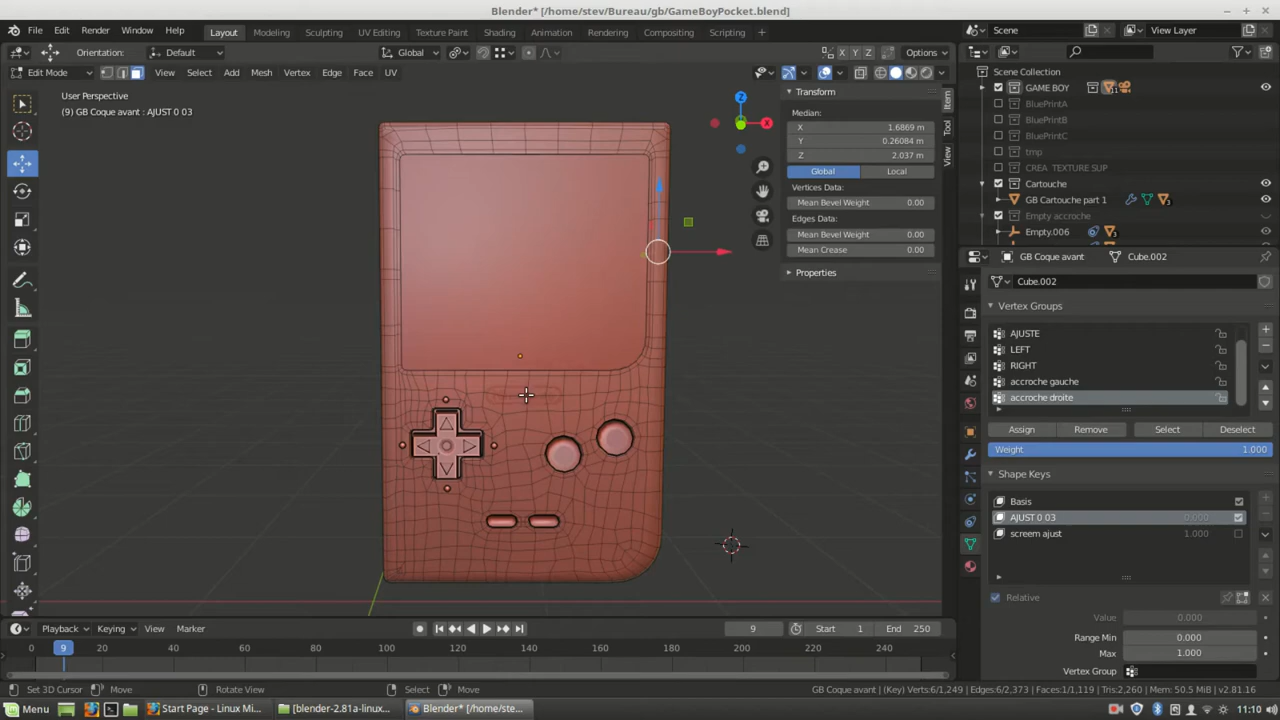 Blender* [/home/stev/Bureau/gb/GameBoyPocket.blend]
File Edit Render Window Help Layout Modeling Sculpting UV Editing Texture Paint Shading Animation Rendering Compositing Scripting Scene View Layer
Orientation: Default Global X Y Z Options
Edit Mode View Select Add Mesh Vertex Edge Face UV
User Perspective
(9) GB Coque avant : AJUST 0 03
Z
X
Transform
Median:
X 1.6869 m
Y 0.26084 m
Z 2.037 m
Global Local
Vertices Data:
Mean Bevel Weight 0.00
Edges Data:
Mean Bevel Weight 0.00
Mean Crease 0.00
Properties
Item
Tool
View
Scene Collection
GAME BOY 11
BluePrintA
BluePrintB
BluePrintC
tmp
CREA TEXTURE SUP
Cartouche
GB Cartouche part 1 3
Empty accroche
Empty.006 3
GB Coque avant Cube.002
Cube.002
Vertex Groups
AJUSTE
LEFT
RIGHT
accroche gauche
accroche droite
Assign Remove Select Deselect
Weight 1.000
Shape Keys
Basis
AJUST 0 03 0.000
screem ajust 1.000
Relative
Value 0.000
Range Min 0.000
Max 1.000
Vertex Group
Playback Keying View Marker 9 Start 1 End 250
0 9 20 40 60 80 100 120 140 160 180 200 220 240
Set 3D Cursor Move Rotate View Select Move GB Coque avant | (Key) Verts:6/1,249 | Edges:6/2,373 | Faces:1/1,119 | Tris:2,260 | Mem: 50.5 MiB | v2.81.16
Menu Start Page - Linux Mi... [blender-2.81a-linux... Blender* [/home/ste... 11:10